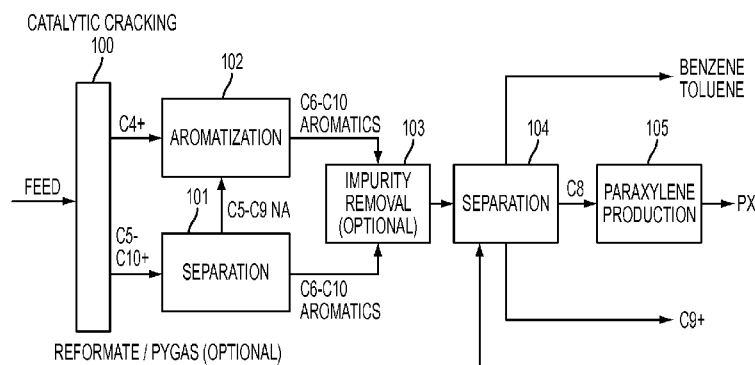 CATALYTIC CRACKING
100
102
C4+
AROMATIZATION
C6-C10
AROMATICS
103
BENZENE
TOLUENE
104
105
FEED
101
C5-C9 NA
IMPURITY
REMOVAL
(OPTIONAL)
SEPARATION
C8
PARAXYLENE
PRODUCTION
PX
C5-
C10+
SEPARATION
C6-C10
AROMATICS
C9+
REFORMATE / PYGAS (OPTIONAL)